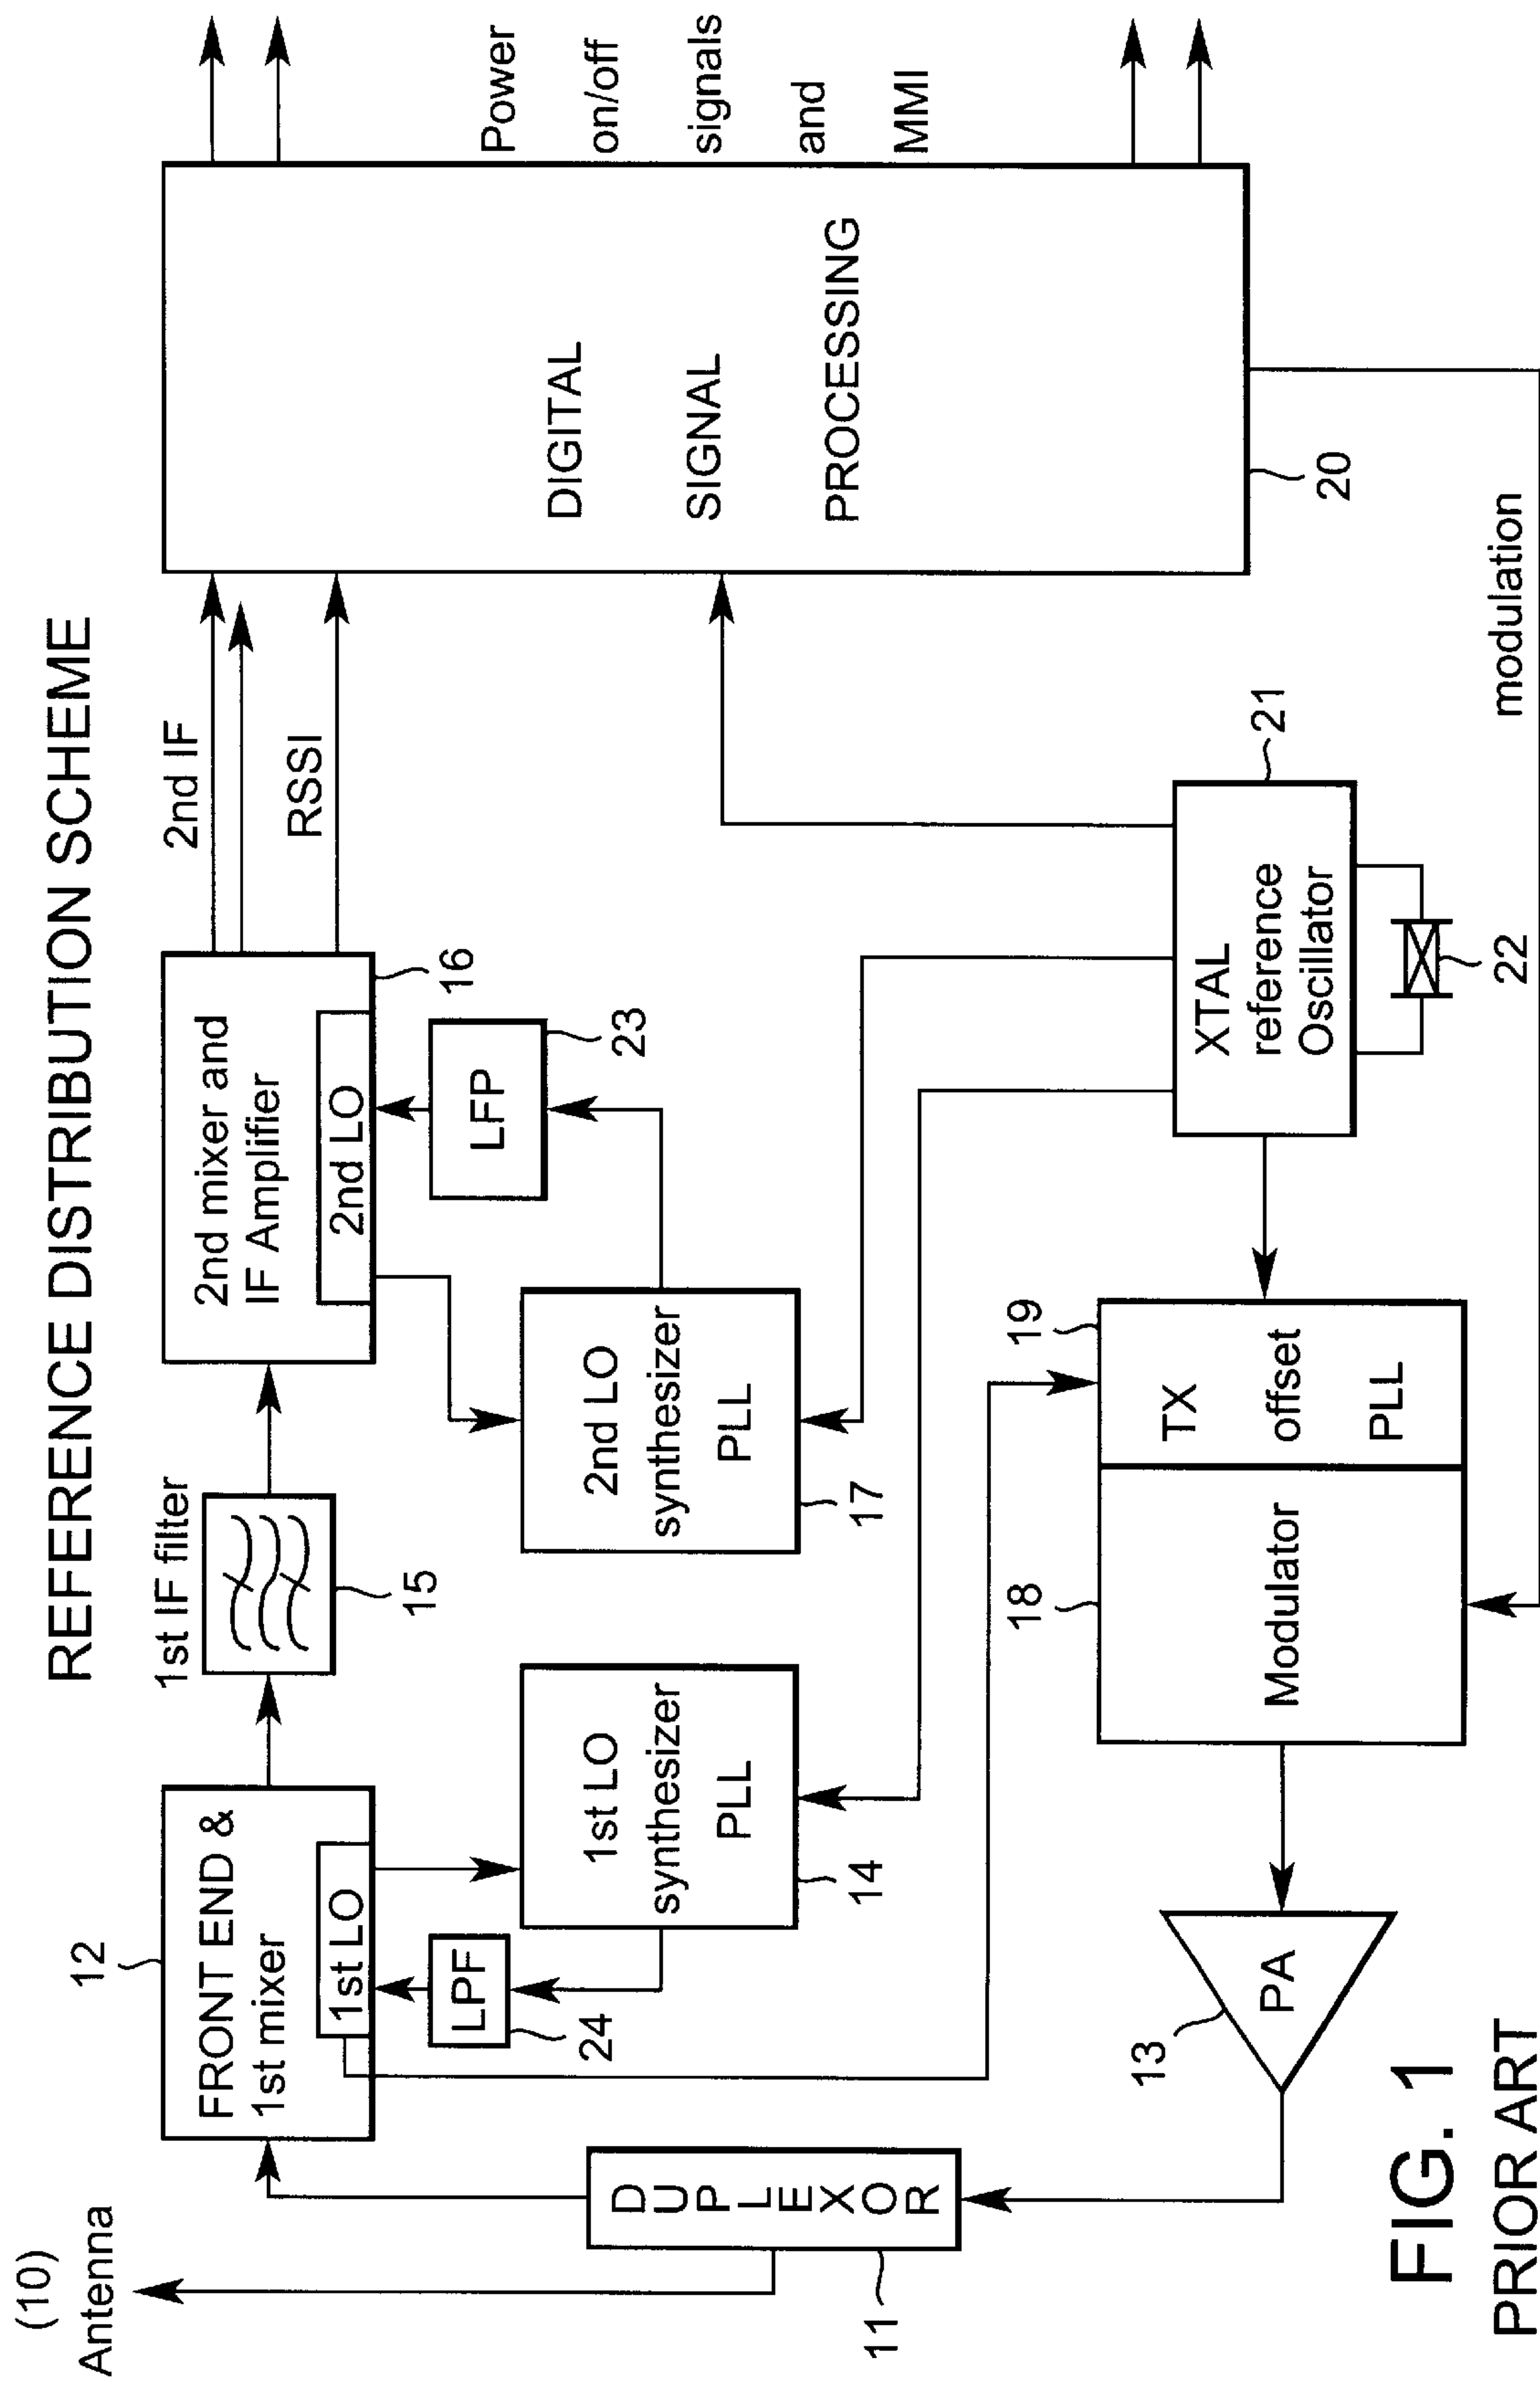 REFERENCE DISTRIBUTION SCHEME
(10)
Antenna
12
FRONT END &
1st mixer
1st LO
1st IF filter
15
2nd mixer and
IF Amplifier
2nd LO
16
2nd IF
RSSI
LPF
24
1st LO
synthesizer
PLL
14
2nd LO
synthesizer
PLL
17
LFP
23
DIGITAL
SIGNAL
PROCESSING
20
Power
on/off
signals
and
MMI
DUPLEXOR
11
13
PA
18
Modulator
19
TX
offset
PLL
XTAL
reference
Oscillator
21
22
modulation
FIG. 1
PRIOR ART